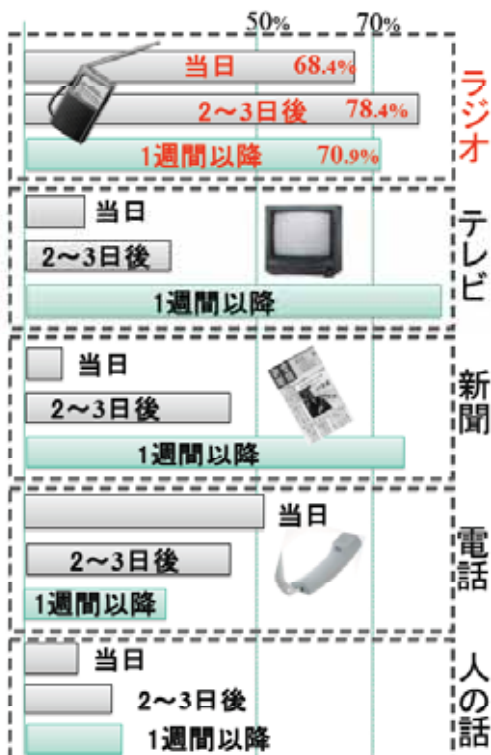 50% 70%
当日 68.4%
2～3日後 78.4%
1週間以降 70.9%
ラジオ
当日
2～3日後
1週間以降
テレビ
当日
2～3日後
1週間以降
新聞
当日
2～3日後
1週間以降
電話
当日
2～3日後
1週間以降
人の話